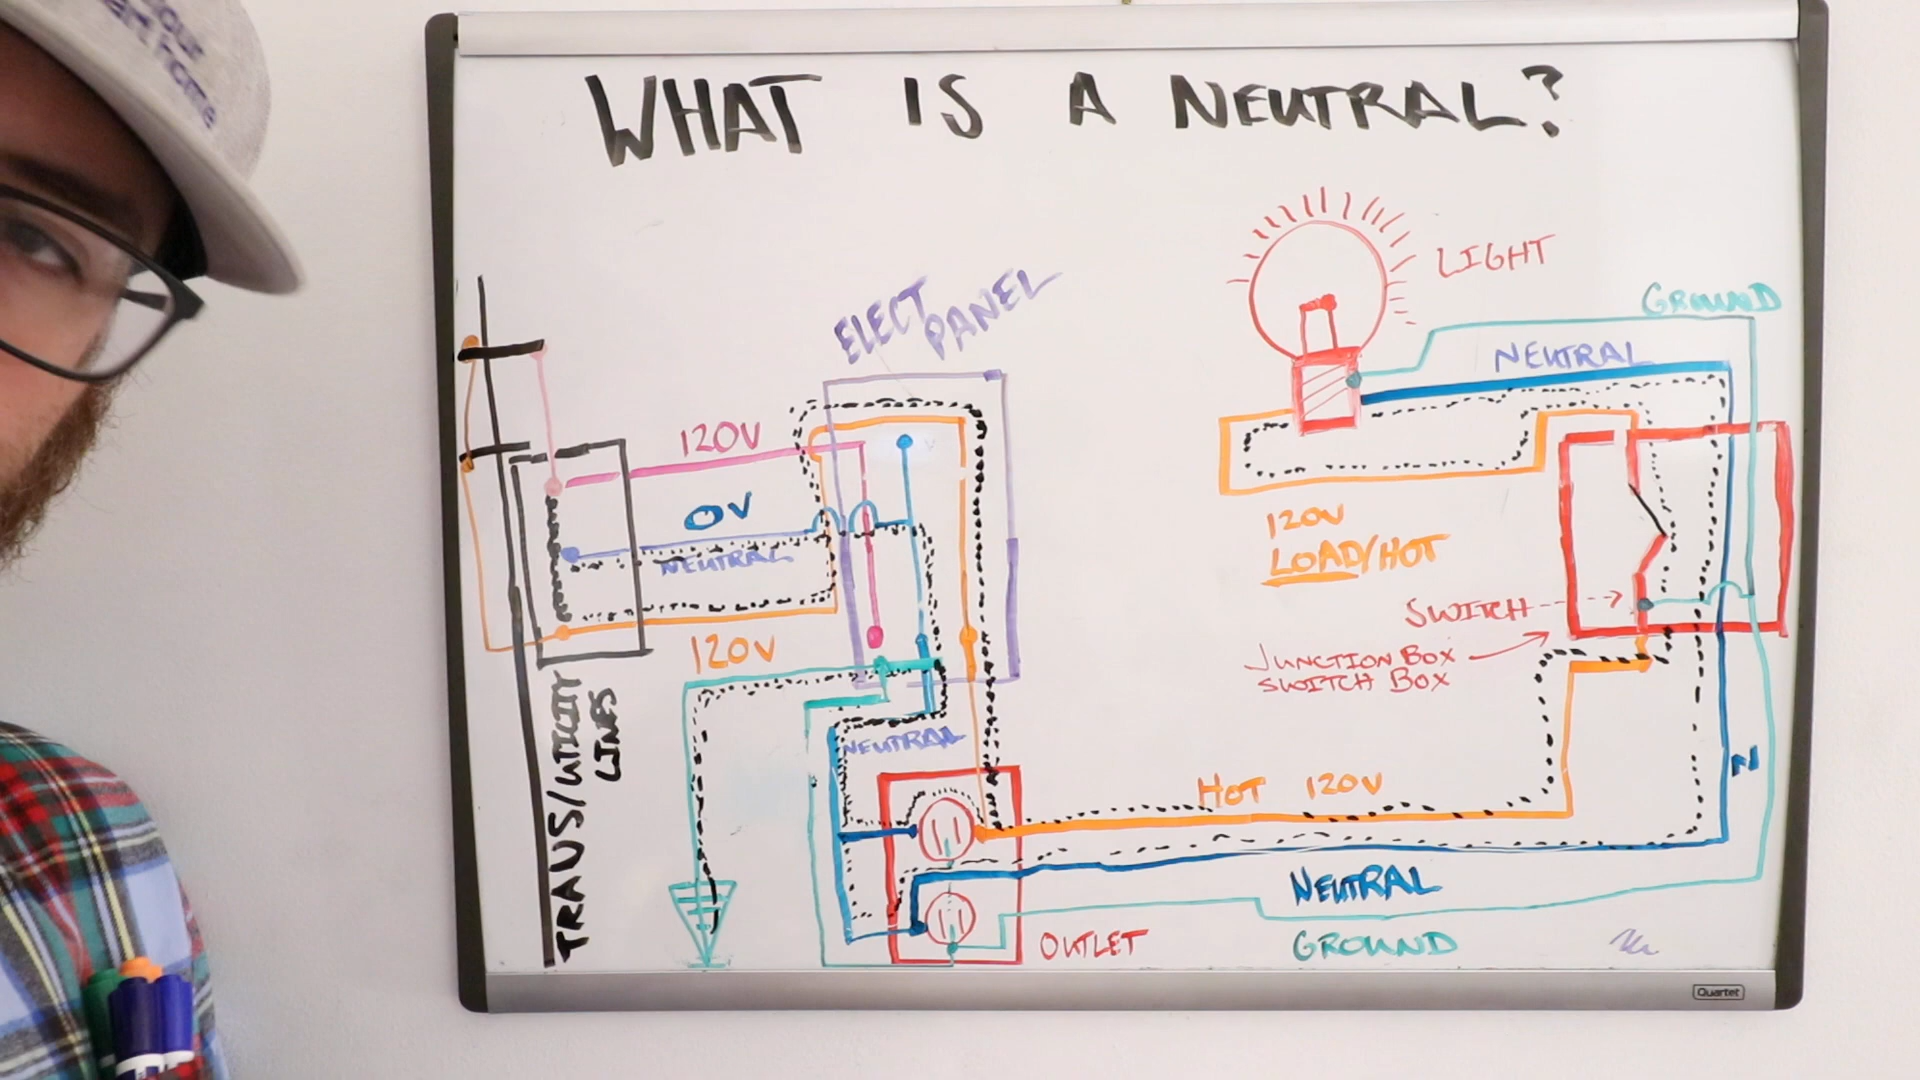 WHAT IS A NEUTRAL?
ELECT
PANEL
LIGHT
GROUND
NEUTRAL
120V
0V
NEUTRAL
120V
120V
LOAD/HOT
SWITCH
JUNCTION BOX
SWITCH BOX
TRANS/UTILITY
LINES
NEUTRAL
HOT 120V
N
NEUTRAL
OUTLET
GROUND
Quartet